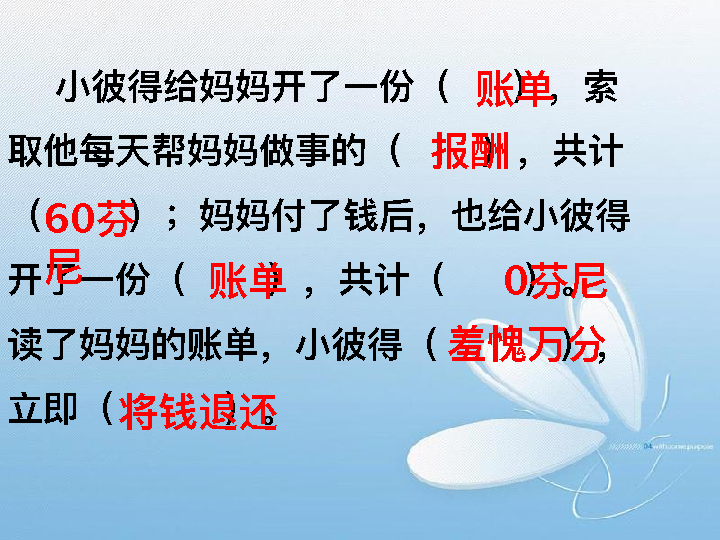 小彼得给妈妈开了一份（账单），索
取他每天帮妈妈做事的（报酬），共计
（60芬尼）；妈妈付了钱后，也给小彼得
开了一份（账单），共计（0芬尼）。
读了妈妈的账单，小彼得（羞愧万分），
立即（将钱退还）。